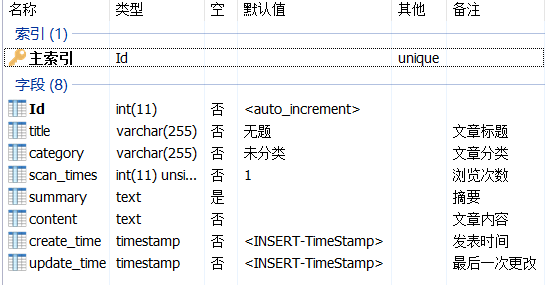 名称 类型 空 默认值 其他 备注
索引 (1)
主索引 Id unique
字段 (8)
Id int(11) 否 <auto_increment>
title varchar(255) 否 无题 文章标题
category varchar(255) 否 未分类 文章分类
scan_times int(11) unsi... 否 1 浏览次数
summary text 是 摘要
content text 否 文章内容
create_time timestamp 否 <INSERT-TimeStamp> 发表时间
update_time timestamp 否 <INSERT-TimeStamp> 最后一次更改